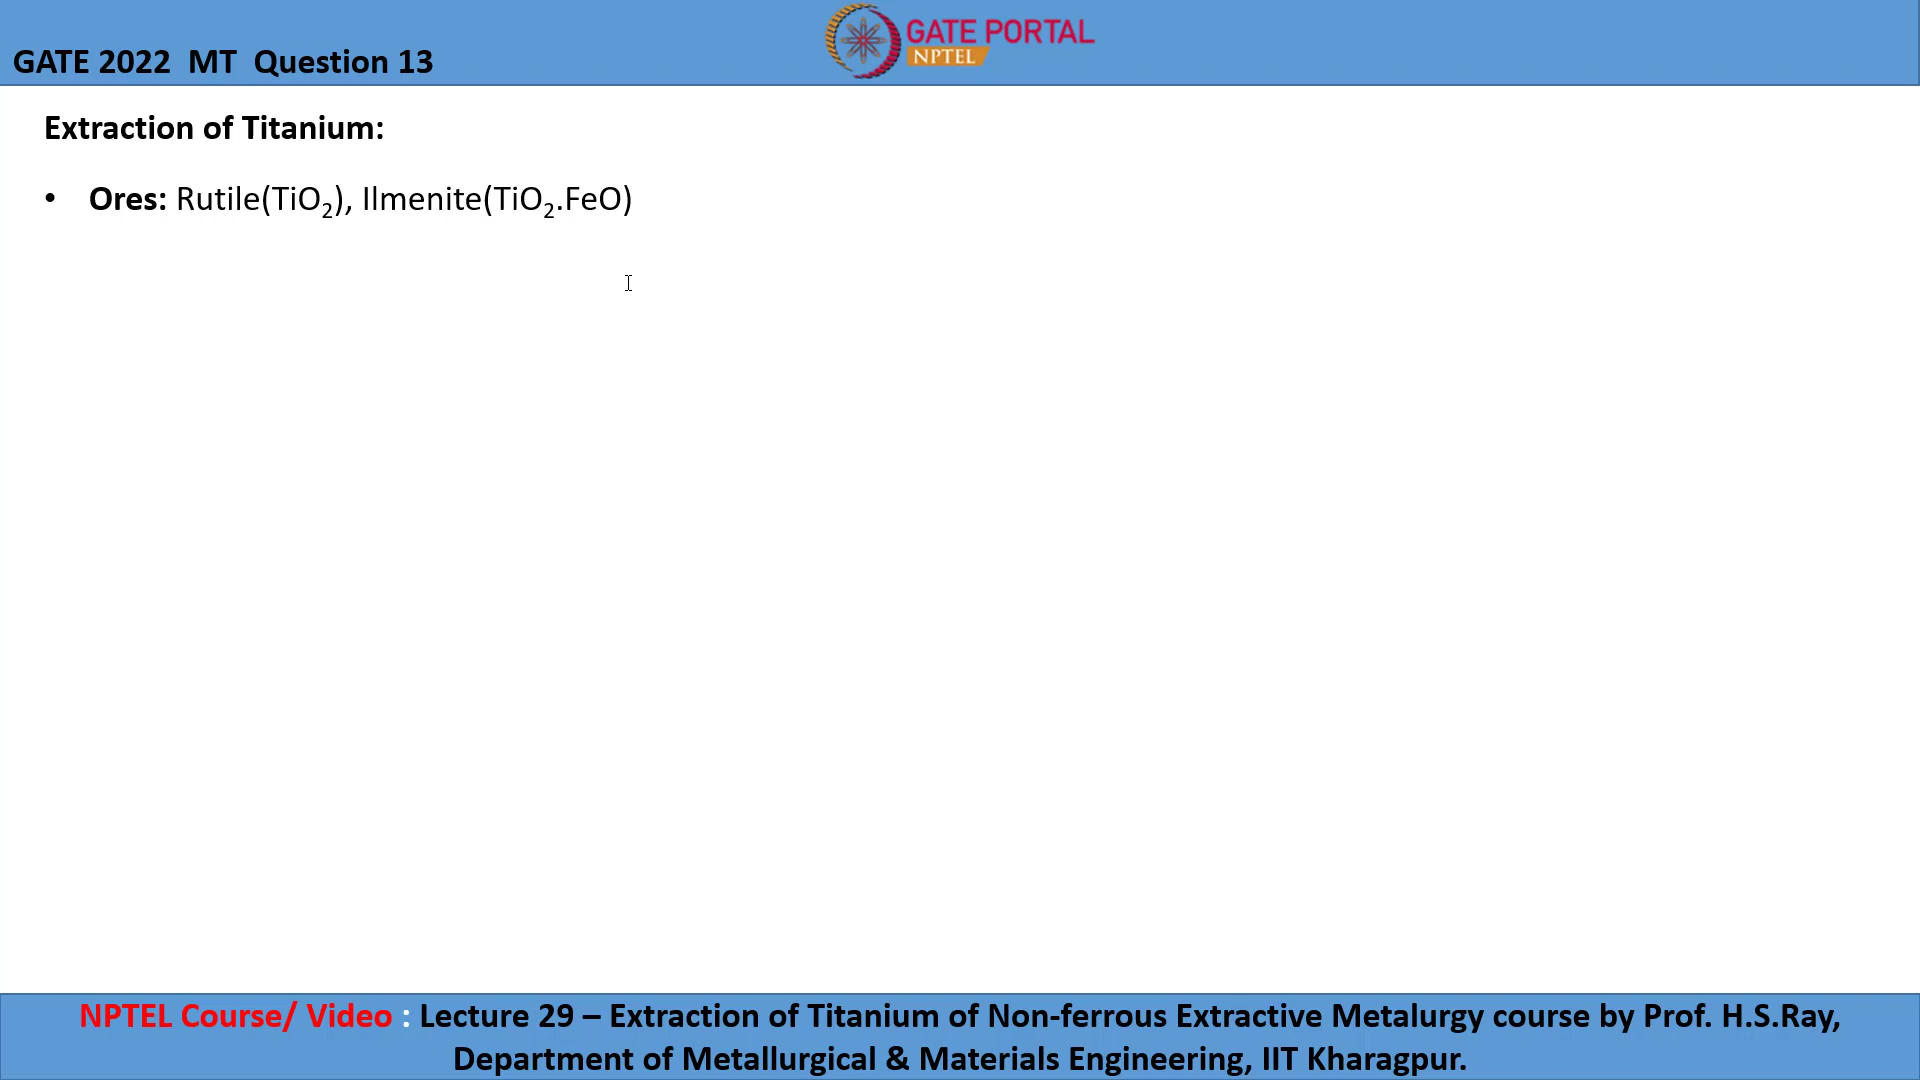 GATE 2022 MT Question 13
GATE PORTAL
NPTEL
Extraction of Titanium:
• Ores: Rutile(TiO₂), Ilmenite(TiO₂.FeO)
NPTEL Course/ Video : Lecture 29 – Extraction of Titanium of Non-ferrous Extractive Metalurgy course by Prof. H.S.Ray,
Department of Metallurgical & Materials Engineering, IIT Kharagpur.